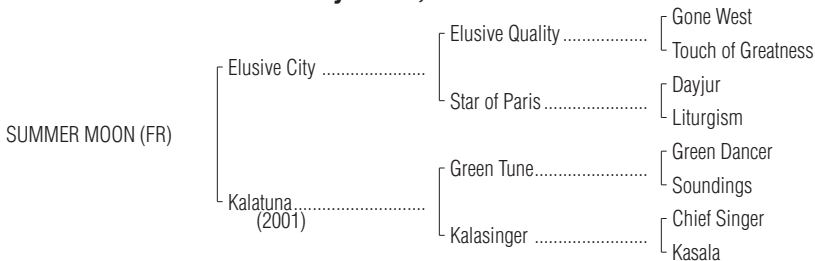 Gone West
Elusive Quality ..................
Touch of Greatness
Elusive City ......................
Dayjur
Star of Paris ......................
Liturgism
SUMMER MOON (FR)
Green Dancer
Green Tune........................
Soundings
Kalatuna............................
(2001)
Chief Singer
Kalasinger ........................
Kasala